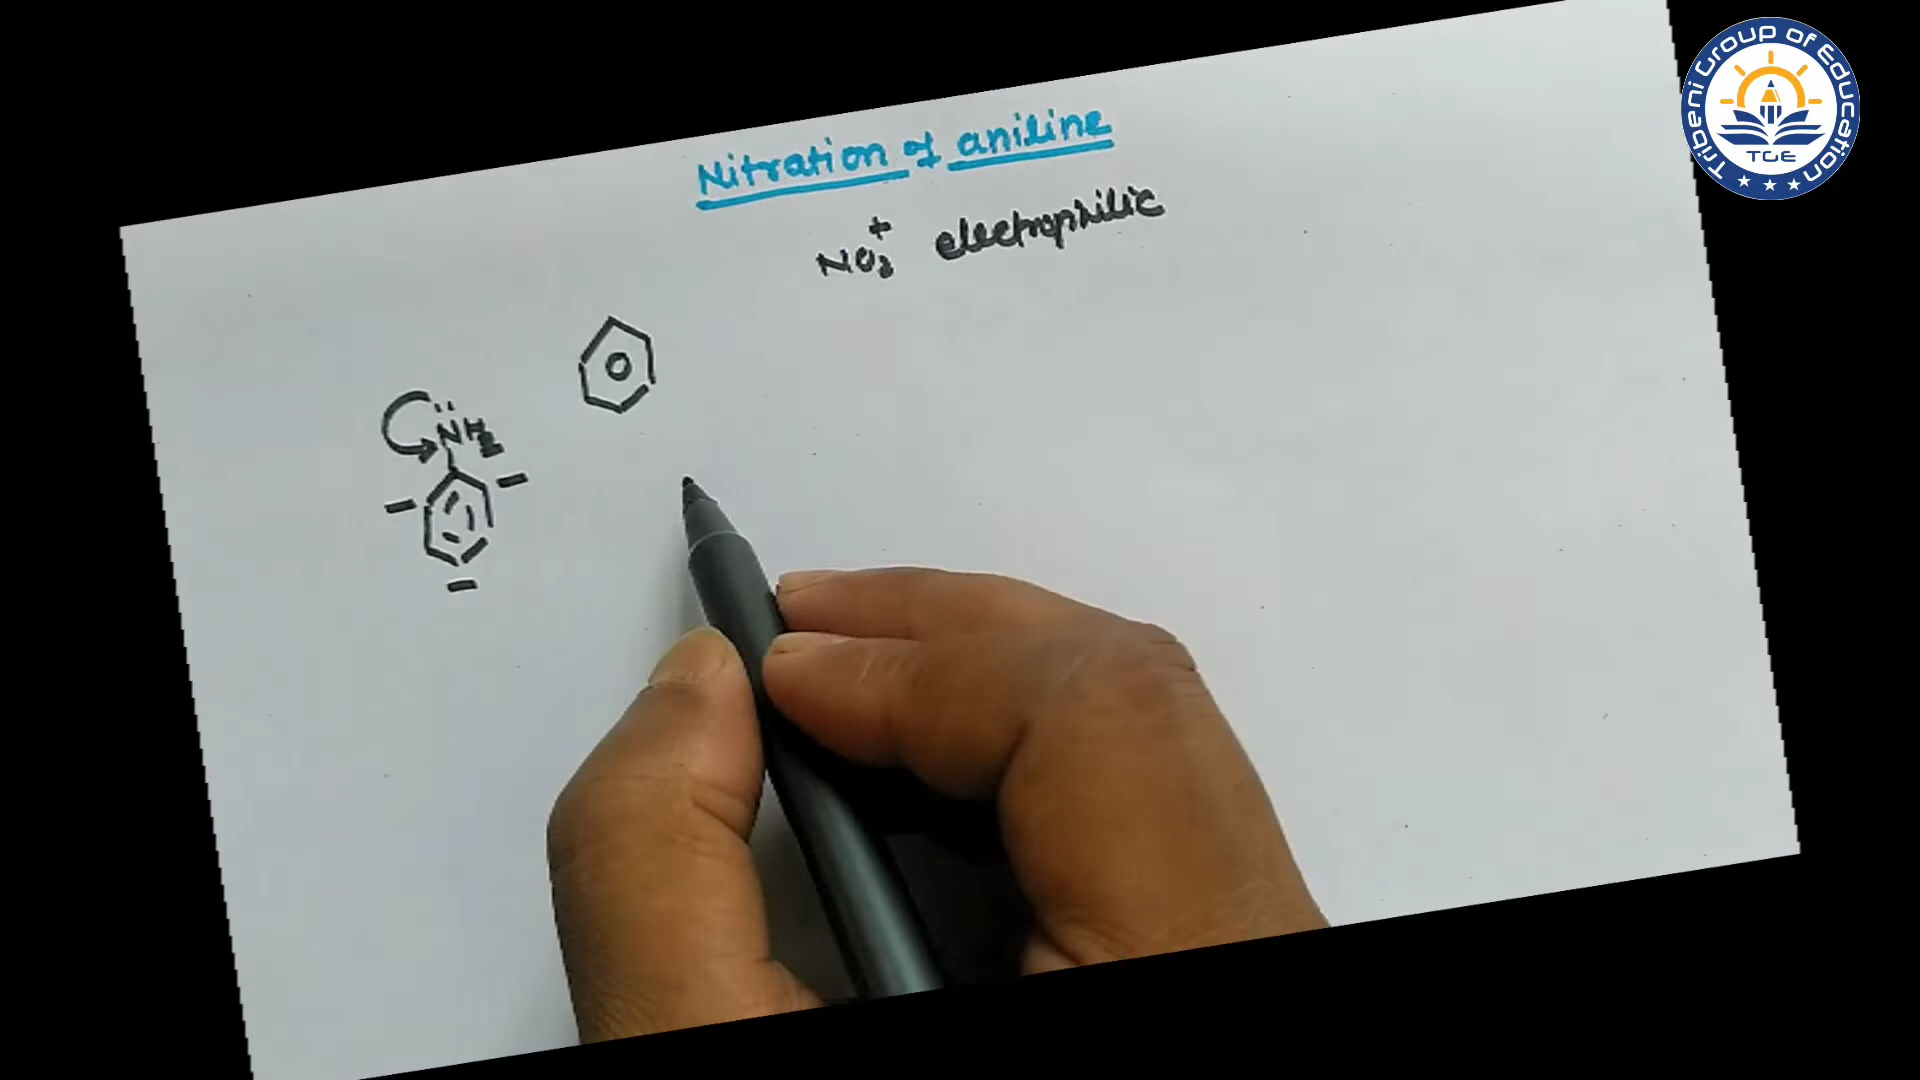 Nitration of aniline
NO₂⁺ electrophilic
NH₂
Tribeni Group of Education
TGE